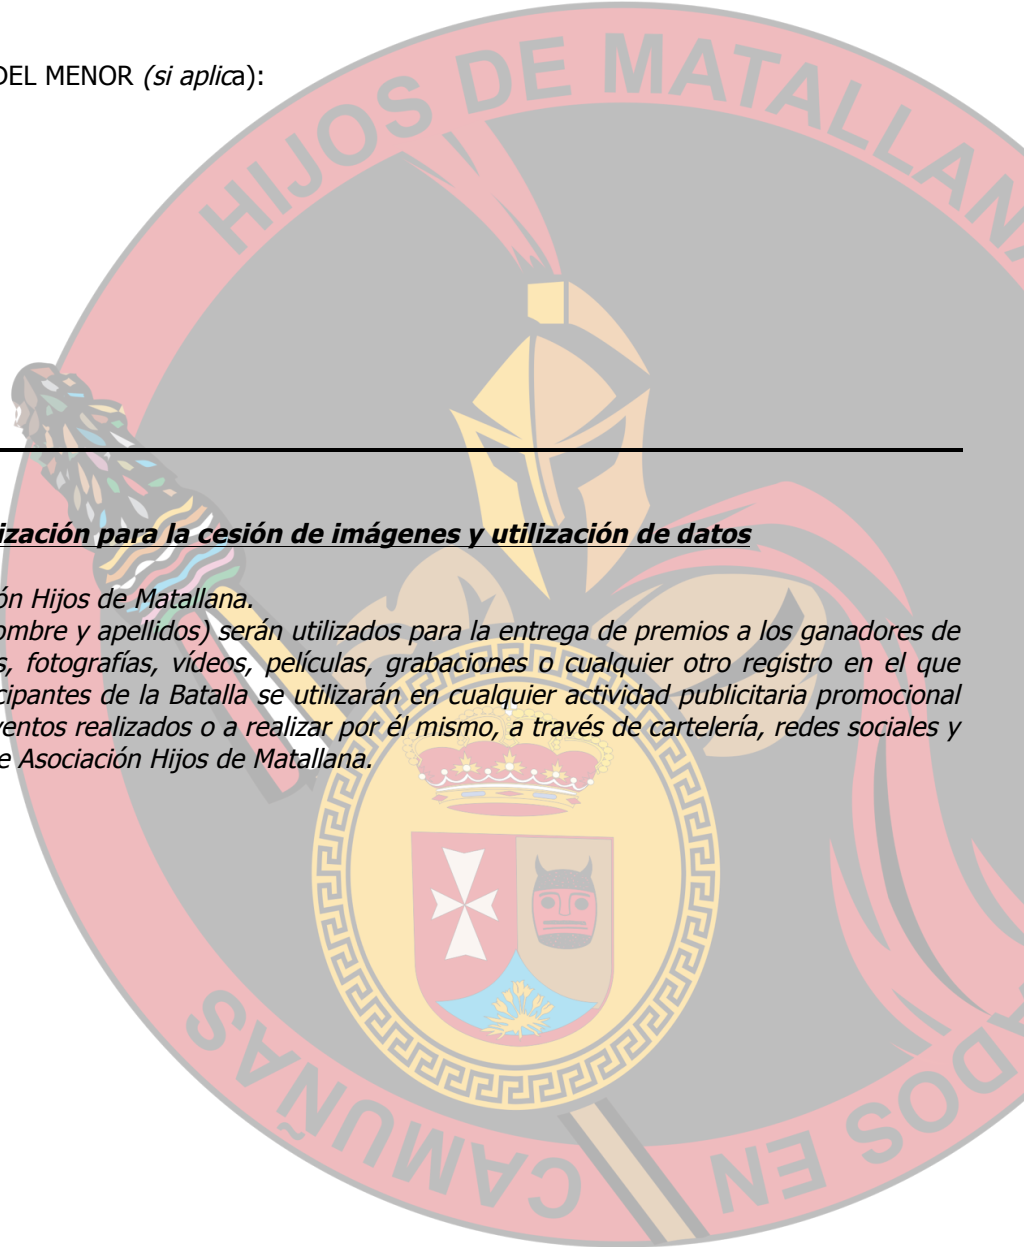 HIJOS DE MATALLANA
DEL MENOR (si aplica):
ización para la cesión de imágenes y utilización de datos
ón Hijos de Matallana.
ombre y apellidos) serán utilizados para la entrega de premios a los ganadores de
s, fotografías, vídeos, películas, grabaciones o cualquier otro registro en el que
cipantes de la Batalla se utilizarán en cualquier actividad publicitaria promocional
ventos realizados o a realizar por él mismo, a través de cartelería, redes sociales y
e Asociación Hijos de Matallana.
ADOS EN CAMUÑAS